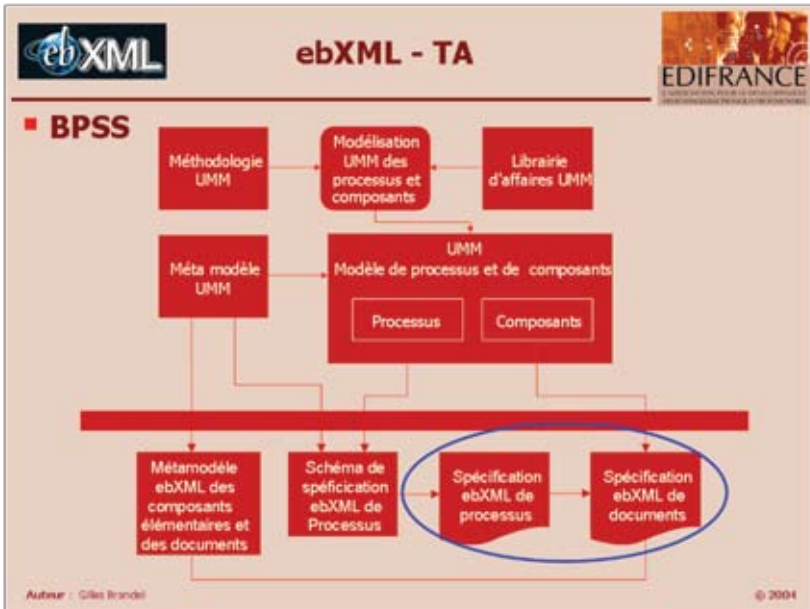 ebXML
ebXML - TA
EDIFRANCE
BPSS
Méthodologie
UMM
Modélisation
UMM des
processus et
composants
Librairie
d'affaires UMM
Méta modèle
UMM
UMM
Modèle de processus et de composants
Processus
Composants
Métamodèle
ebXML des
composants
élémentaires et
des documents
Schéma de
spéficication
ebXML de
Processus
Spécification
ebXML de
processus
Spécification
ebXML de
documents
Auteur : Gilles Brandel
© 2004